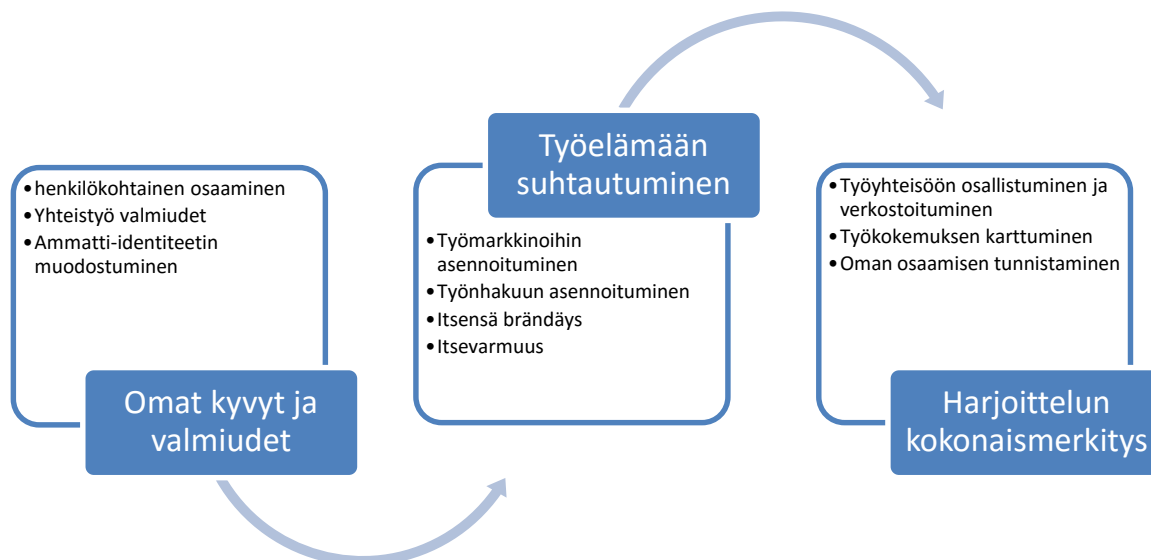 •henkilökohtainen osaaminen
•Yhteistyö valmiudet
•Ammatti-identiteetin
muodostuminen
Omat kyvyt ja
valmiudet
Työelämään
suhtautuminen
•Työmarkkinoihin
asennoituminen
•Työnhakuun asennoituminen
•Itsensä brändäys
•Itsevarmuus
•Työyhteisöön osallistuminen ja
verkostoituminen
•Työkokemuksen karttuminen
•Oman osaamisen tunnistaminen
Harjoittelun
kokonaismerkitys